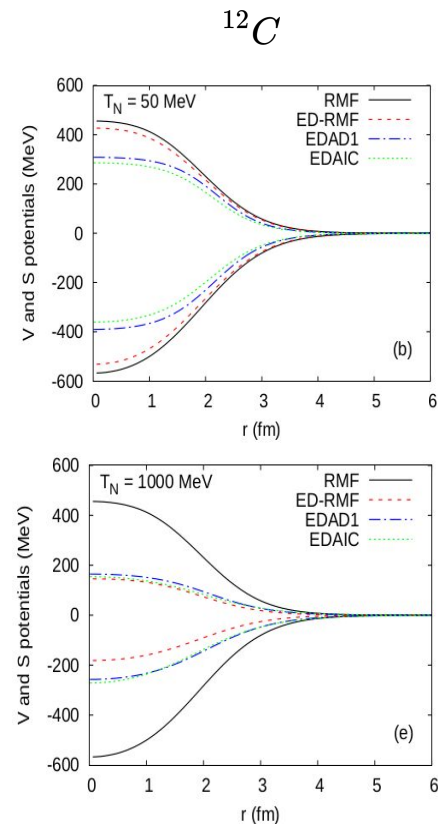 ¹²C
T_N = 50 MeV
RMF
ED-RMF
EDAD1
EDAIC
V and S potentials (MeV)
600
400
200
0
-200
-400
-600
(b)
0 1 2 3 4 5 6
r (fm)
T_N = 1000 MeV
RMF
ED-RMF
EDAD1
EDAIC
V and S potentials (MeV)
600
400
200
0
-200
-400
-600
(e)
0 1 2 3 4 5 6
r (fm)